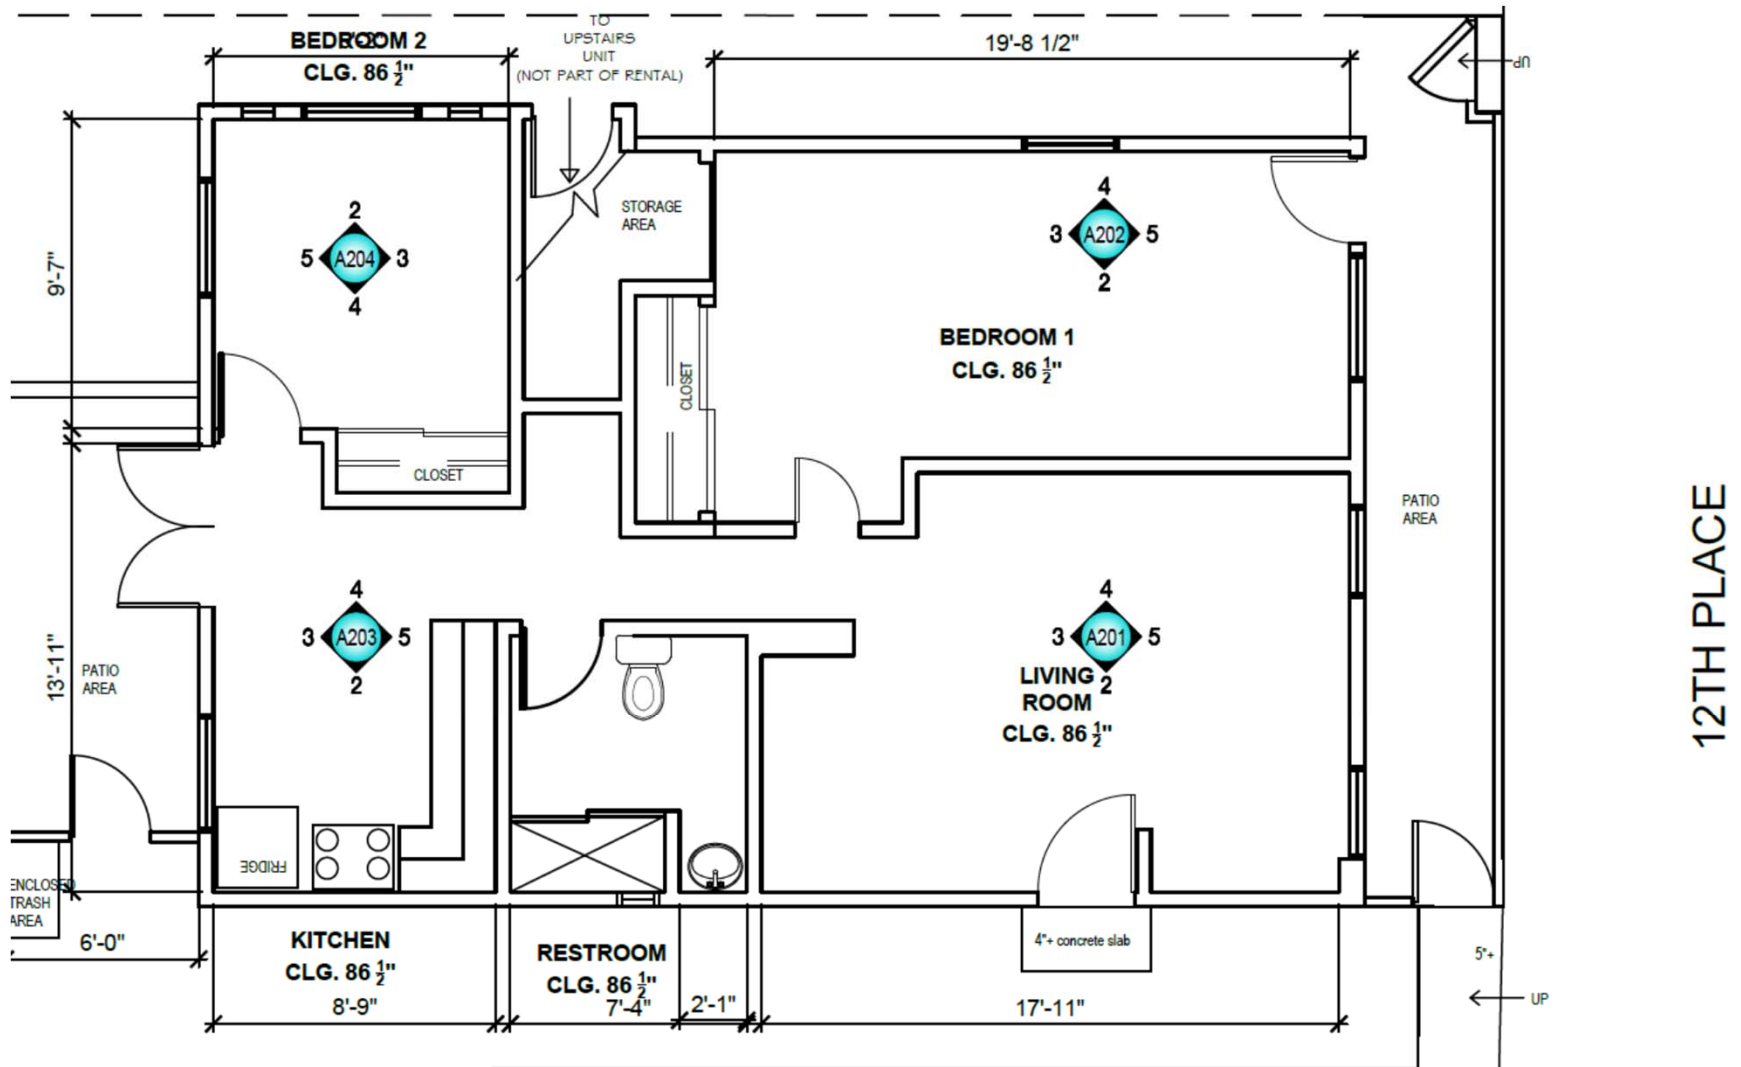 TO
UPSTAIRS
UNIT
(NOT PART OF RENTAL)
BEDROOM 2
CLG. 86 1/2"
19'-8 1/2"
UP
9'-7"
2
5 A204 3
4
STORAGE
AREA
4
3 A202 5
2
BEDROOM 1
CLG. 86 1/2"
CLOSET
CLOSET
PATIO
AREA
12TH PLACE
4
3 A203 5
2
4
3 A201 5
2
LIVING
ROOM
CLG. 86 1/2"
13'-11"
PATIO
AREA
FRIDGE
ENCLOSED
TRASH
AREA
6'-0"
KITCHEN
CLG. 86 1/2"
8'-9"
RESTROOM
CLG. 86 1/2"
7'-4"
2'-1"
4"+ concrete slab
17'-11"
5"+
UP